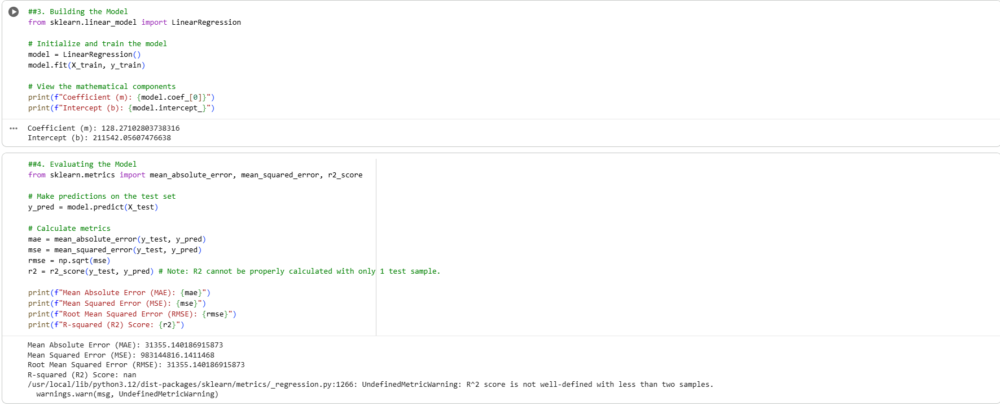 ##3. Building the Model
from sklearn.linear_model import LinearRegression
# Initialize and train the model
model = LinearRegression()
model.fit(X_train, y_train)
# View the mathematical components
print(f"Coefficient (m): {model.coef_[0]}")
print(f"Intercept (b): {model.intercept_}")
Coefficient (m): 128.27102803738316
Intercept (b): 211542.05607476638
##4. Evaluating the Model
from sklearn.metrics import mean_absolute_error, mean_squared_error, r2_score
# Make predictions on the test set
y_pred = model.predict(X_test)
# Calculate metrics
mae = mean_absolute_error(y_test, y_pred)
mse = mean_squared_error(y_test, y_pred)
rmse = np.sqrt(mse)
r2 = r2_score(y_test, y_pred) # Note: R2 cannot be properly calculated with only 1 test sample.
print(f"Mean Absolute Error (MAE): {mae}")
print(f"Mean Squared Error (MSE): {mse}")
print(f"Root Mean Squared Error (RMSE): {rmse}")
print(f"R-squared (R2) Score: {r2}")
Mean Absolute Error (MAE): 31355.140186915873
Mean Squared Error (MSE): 983144816.1411468
Root Mean Squared Error (RMSE): 31355.140186915873
R-squared (R2) Score: nan
/usr/local/lib/python3.12/dist-packages/sklearn/metrics/_regression.py:1266: UndefinedMetricWarning: R^2 score is not well-defined with less than two samples.
  warnings.warn(msg, UndefinedMetricWarning)